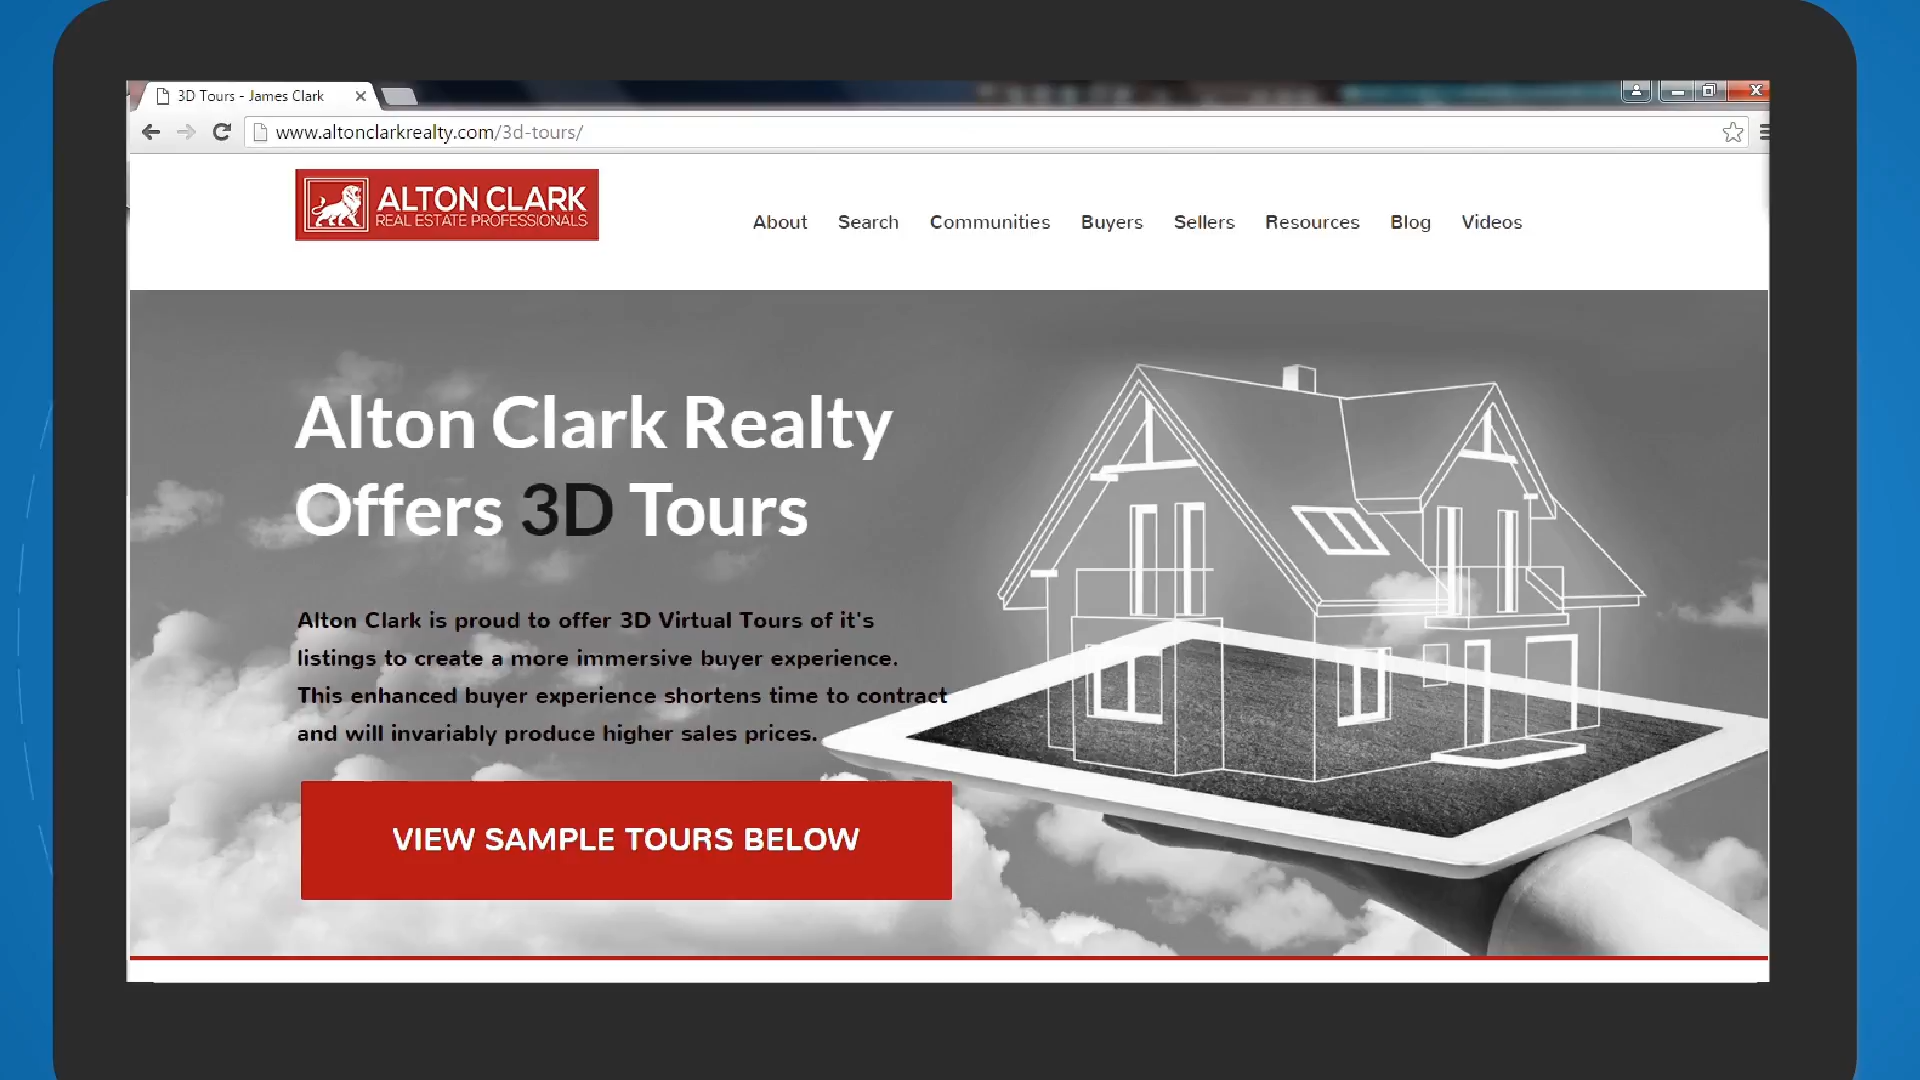 3D Tours - James Clark
www.altonclarkrealty.com/3d-tours/
ALTON CLARK
REAL ESTATE PROFESSIONALS
About Search Communities Buyers Sellers Resources Blog Videos
Alton Clark Realty
Offers 3D Tours
Alton Clark is proud to offer 3D Virtual Tours of it's
listings to create a more immersive buyer experience.
This enhanced buyer experience shortens time to contract
and will invariably produce higher sales prices.
VIEW SAMPLE TOURS BELOW